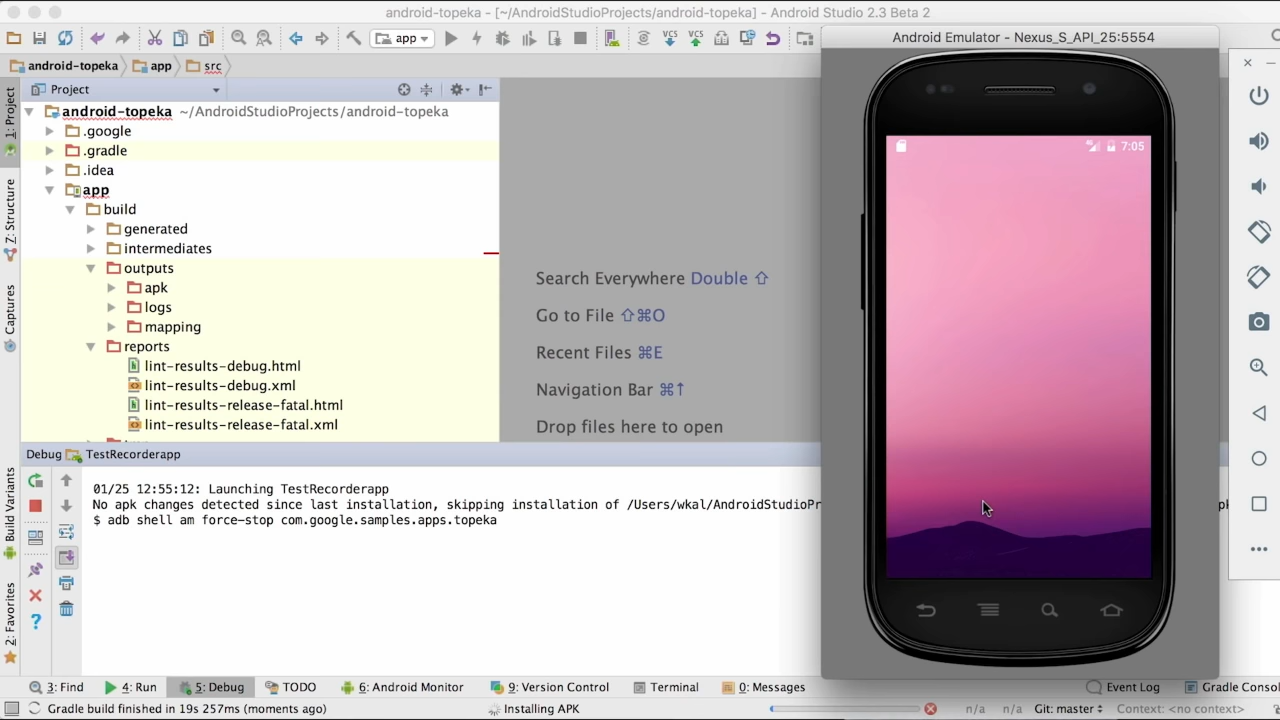 android-topeka - [~/AndroidStudioProjects/android-topeka] - Android Studio 2.3 Beta 2
app
VCS VCS
android-topeka app src
Project
android-topeka ~/AndroidStudioProjects/android-topeka
.google
.gradle
.idea
app
build
generated
intermediates
outputs
apk
logs
mapping
reports
lint-results-debug.html
lint-results-debug.xml
lint-results-release-fatal.html
lint-results-release-fatal.xml
1: Project
7: Structure
Captures
Build Variants
2: Favorites
Search Everywhere Double ⇧
Go to File ⇧⌘O
Recent Files ⌘E
Navigation Bar ⌘↑
Drop files here to open
Android Emulator - Nexus_S_API_25:5554
7:05
Debug TestRecorderapp
01/25 12:55:12: Launching TestRecorderapp
No apk changes detected since last installation, skipping installation of /Users/wkal/AndroidStudioPr
$ adb shell am force-stop com.google.samples.apps.topeka
3: Find 4: Run 5: Debug TODO 6: Android Monitor 9: Version Control Terminal 0: Messages Event Log Gradle Consol
Gradle build finished in 19s 257ms (moments ago) Installing APK n/a n/a Git: master Context: <no context>